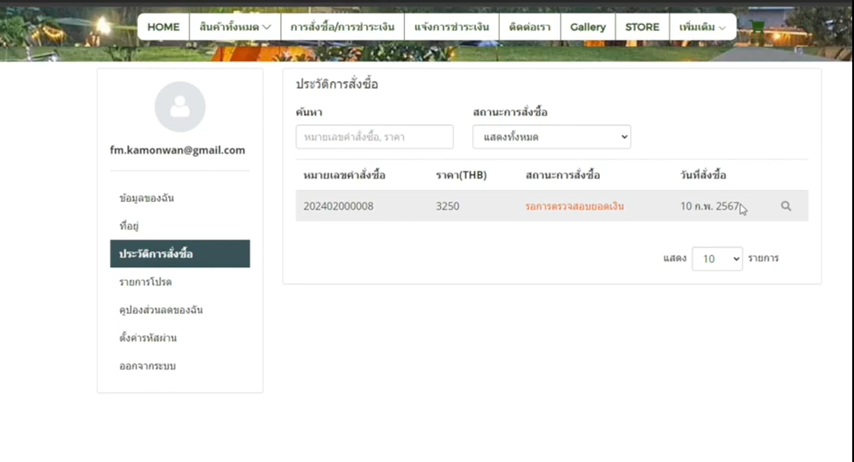 HOME สินค้าทั้งหมด การสั่งซื้อ/การชำระเงิน แจ้งการชำระเงิน ติดต่อเรา Gallery STORE เพิ่มเติม
fm.kamonwan@gmail.com
ข้อมูลของฉัน
ที่อยู่
ประวัติการสั่งซื้อ
รายการโปรด
คูปองส่วนลดของฉัน
ตั้งค่ารหัสผ่าน
ออกจากระบบ
ประวัติการสั่งซื้อ
ค้นหา สถานะการสั่งซื้อ
หมายเลขคำสั่งซื้อ, ราคา แสดงทั้งหมด
หมายเลขคำสั่งซื้อ ราคา(THB) สถานะการสั่งซื้อ วันที่สั่งซื้อ
202402000008 3250 รอการตรวจสอบยอดเงิน 10 ก.พ. 2567
แสดง 10 รายการ